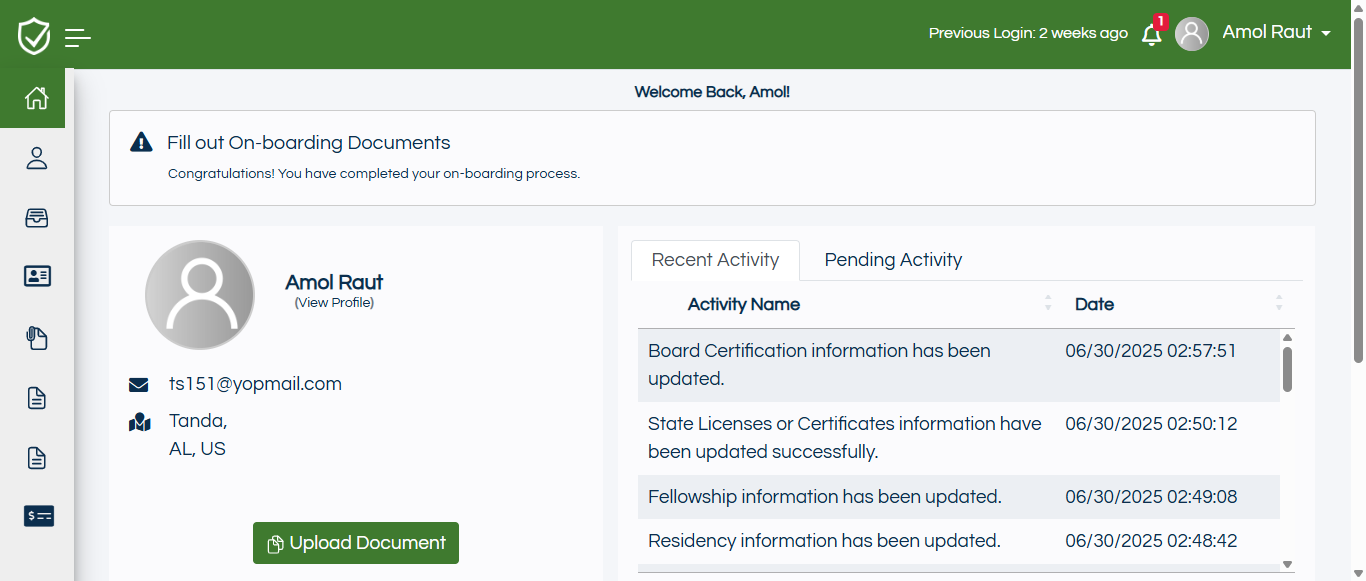 Previous Login: 2 weeks ago
1
Amol Raut
Welcome Back, Amol!
Fill out On-boarding Documents
Congratulations! You have completed your on-boarding process.
Amol Raut
(View Profile)
ts151@yopmail.com
Tanda,
AL, US
Upload Document
Recent Activity Pending Activity
Activity Name Date
Board Certification information has been 06/30/2025 02:57:51
updated.
State Licenses or Certificates information have 06/30/2025 02:50:12
been updated successfully.
Fellowship information has been updated. 06/30/2025 02:49:08
Residency information has been updated. 06/30/2025 02:48:42